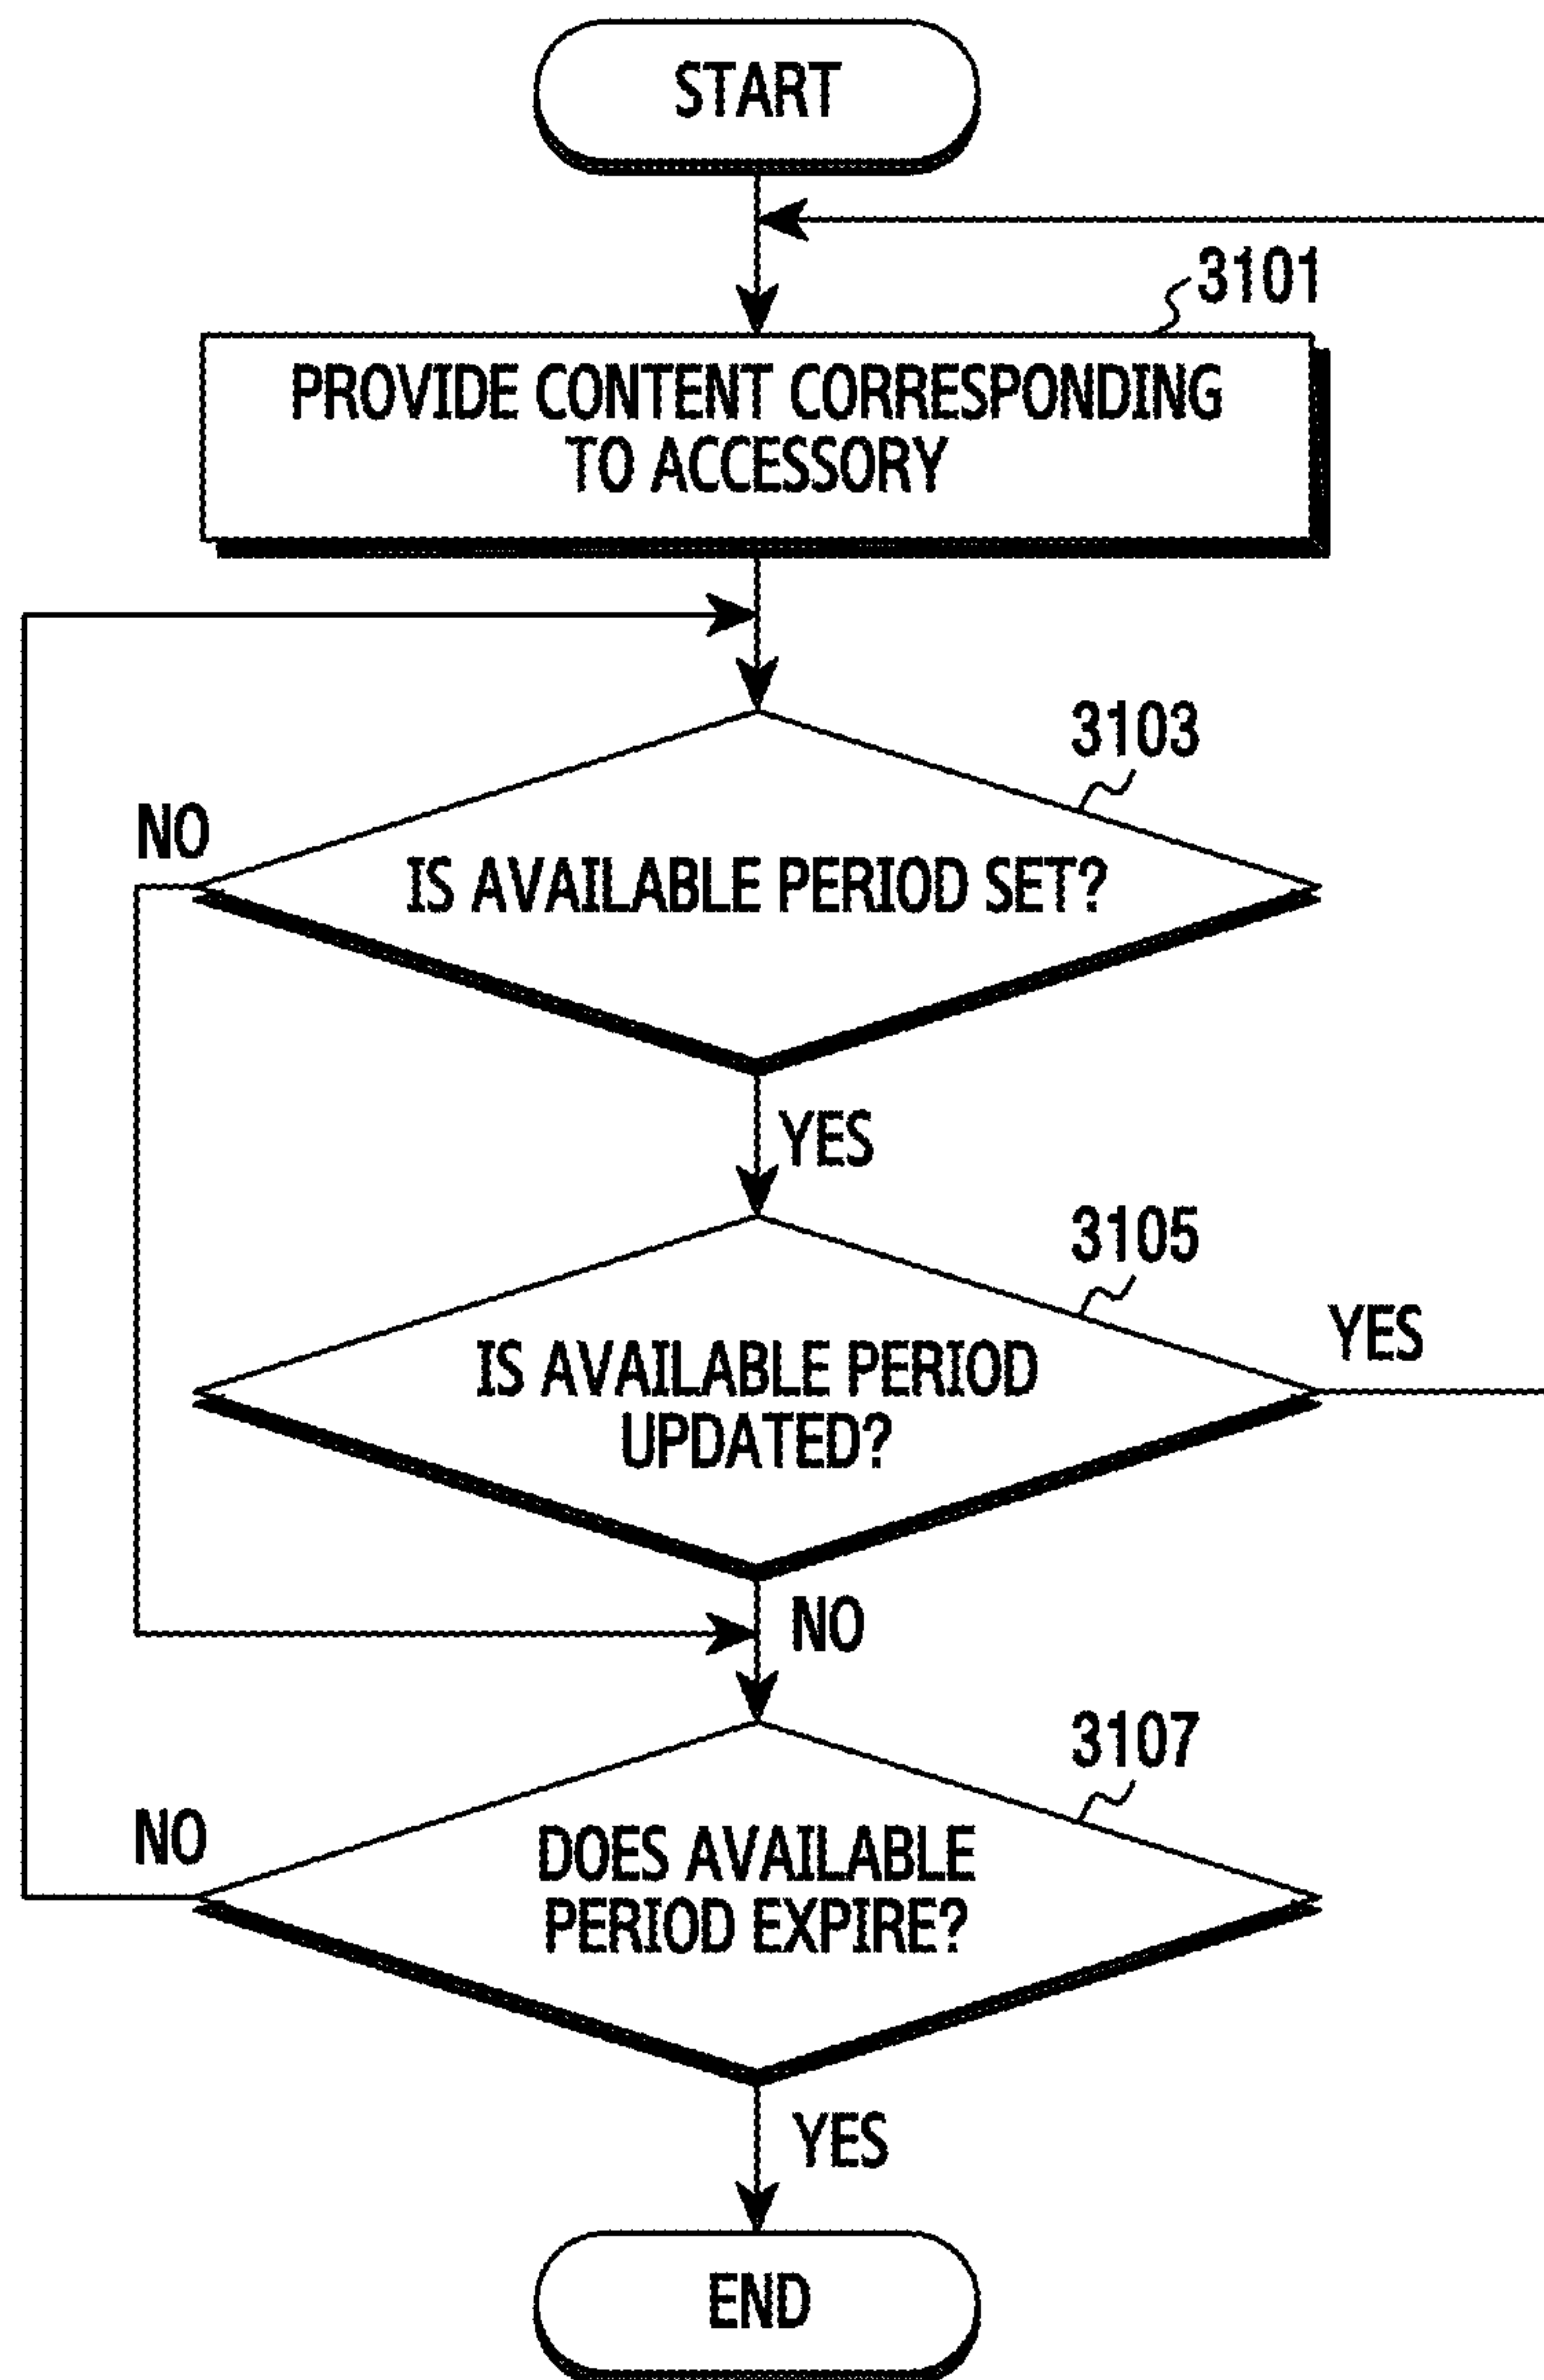 START
3101
PROVIDE CONTENT CORRESPONDING
TO ACCESSORY
3103
NO
IS AVAILABLE PERIOD SET?
YES
3105
YES
IS AVAILABLE PERIOD
UPDATED?
NO
3107
NO
DOES AVAILABLE
PERIOD EXPIRE?
YES
END